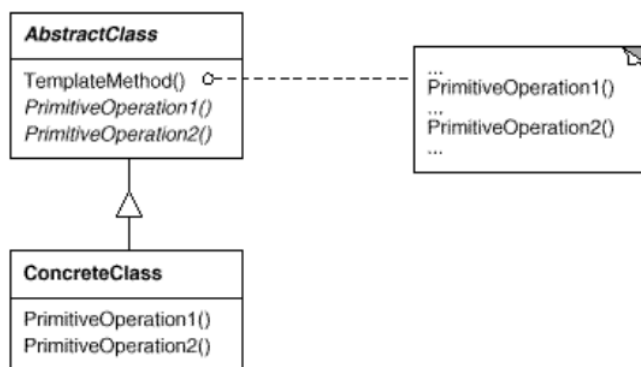 AbstractClass
TemplateMethod()
PrimitiveOperation1()
PrimitiveOperation2()
...
PrimitiveOperation1()
...
PrimitiveOperation2()
...
ConcreteClass
PrimitiveOperation1()
PrimitiveOperation2()